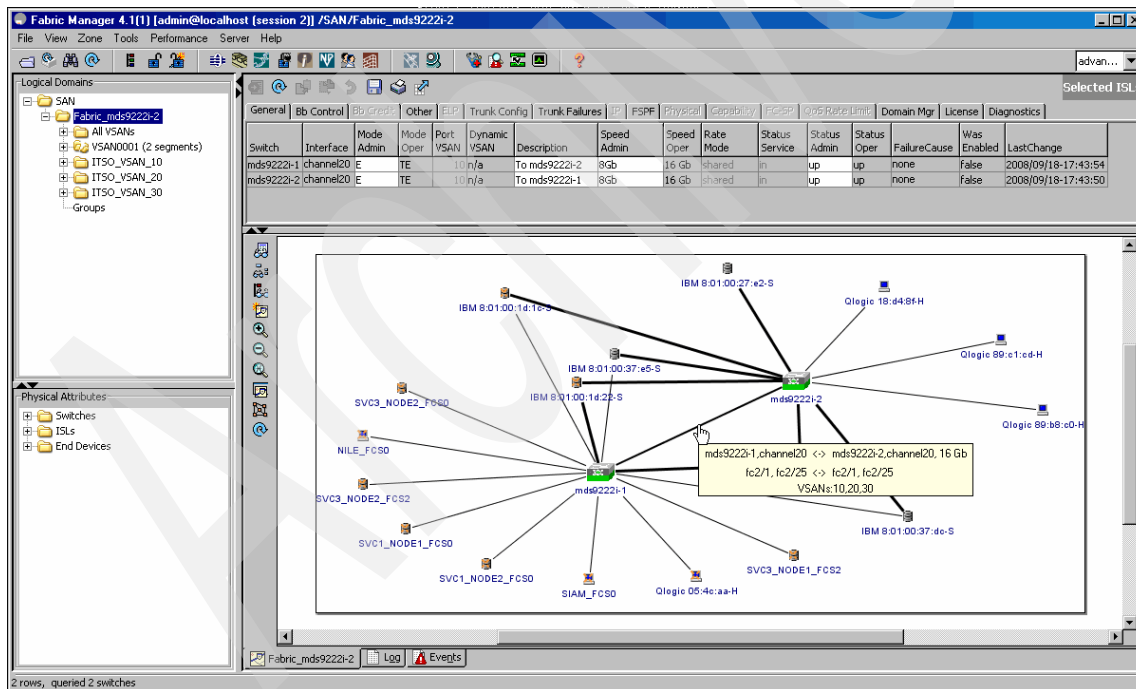 Fabric Manager 4.1(1) [admin@localhost (session 2)] /SAN/Fabric_mds9222i-2
File View Zone Tools Performance Server Help
advan...
Logical Domains
SAN
Fabric_mds9222i-2
All VSANs
VSAN0001 (2 segments)
ITSO_VSAN_10
ITSO_VSAN_20
ITSO_VSAN_30
Groups
Physical Attributes
Switches
ISLs
End Devices
Selected ISLs
General Bb Control Bb Credit Other ELP Trunk Config Trunk Failures IP FSPF Physical Capability FC-SP QoS Rate Limit Domain Mgr License Diagnostics
Switch Interface Mode Admin Mode Oper Port VSAN Dynamic VSAN Description Speed Admin Speed Oper Rate Mode Status Service Status Admin Status Oper FailureCause Was Enabled LastChange
mds9222i-1 channel20 E TE 10 n/a To mds9222i-2 8Gb 16 Gb shared in up up none false 2008/09/18-17:43:54
mds9222i-2 channel20 E TE 10 n/a To mds9222i-1 8Gb 16 Gb shared in up up none false 2008/09/18-17:43:50
IBM 8:01:00:27:e2-S
Qlogic 18:d4:8f-H
IBM 8:01:00:1d:1c-S
Qlogic 89:c1:cd-H
IBM 8:01:00:37:e5-S
IBM 8:01:00:1d:22-S
mds9222i-2
SVC3_NODE2_FCS0
Qlogic 89:b8:c0-H
NILE_FCS0
mds9222i-1,channel20 <-> mds9222i-2,channel20, 16 Gb
fc2/1, fc2/25 <-> fc2/1, fc2/25
VSANs:10,20,30
mds9222i-1
SVC3_NODE2_FCS2
IBM 8:01:00:37:dc-S
SVC1_NODE1_FCS0
SVC3_NODE1_FCS2
SVC1_NODE2_FCS0
SIAM_FCS0
Qlogic 05:4c:aa-H
Fabric_mds9222i-2 Log Events
2 rows, queried 2 switches